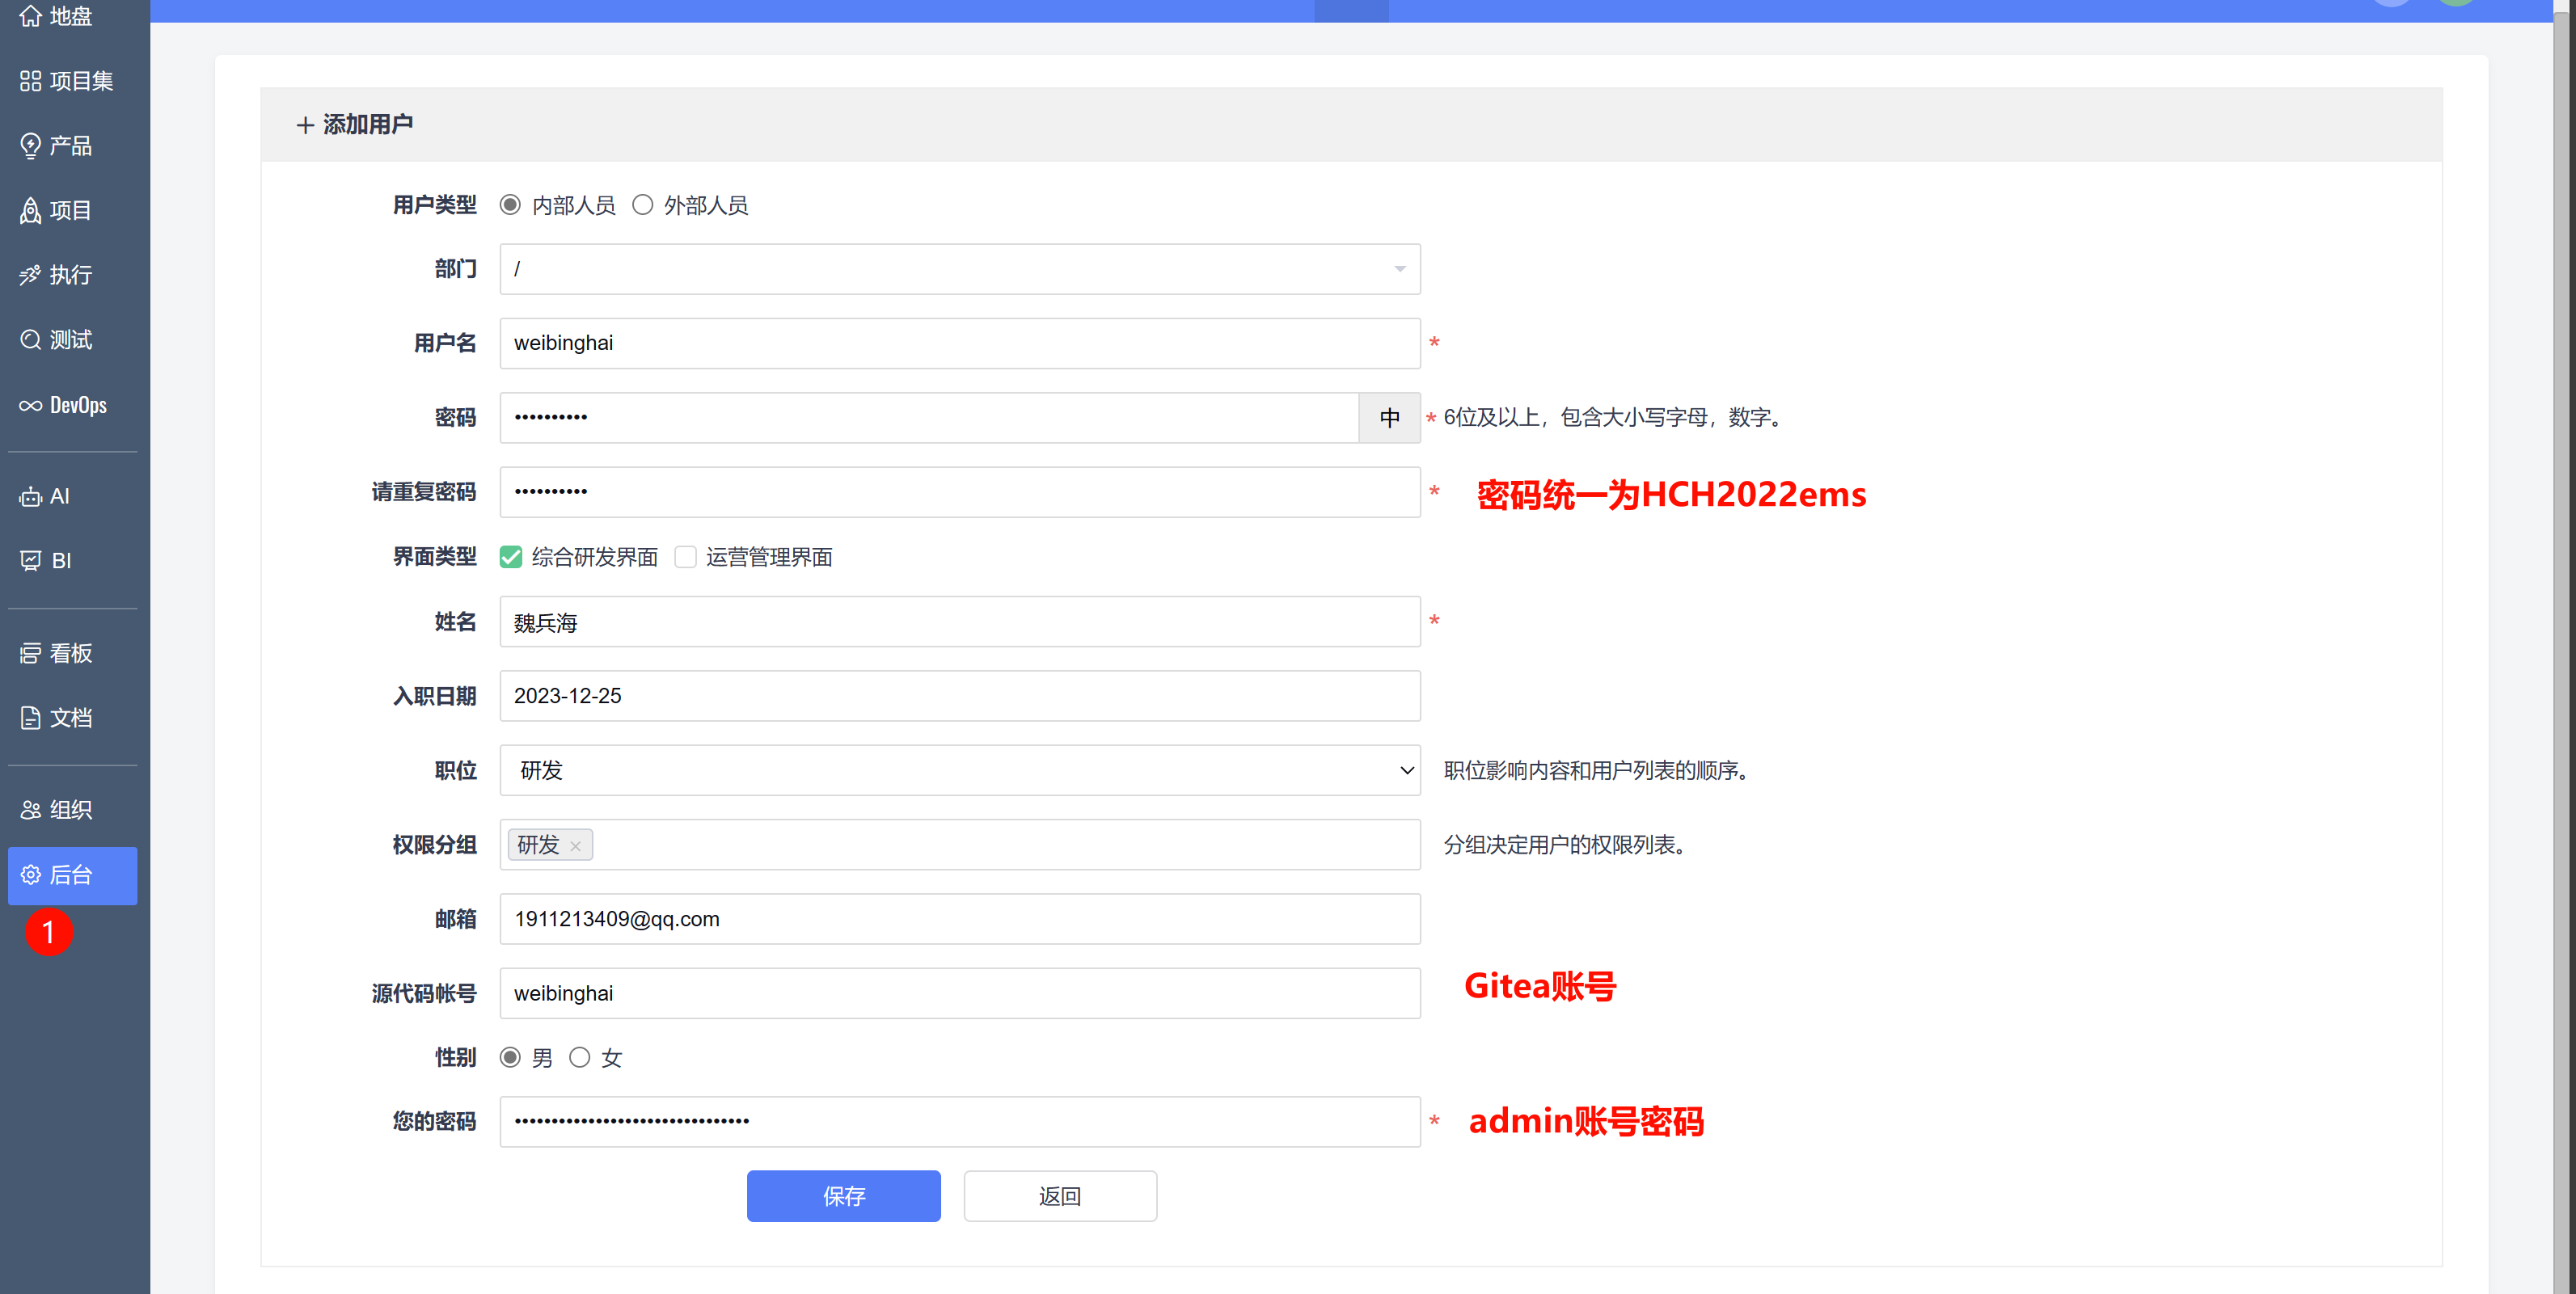 地盘
项目集
产品
项目
执行
测试
DevOps
AI
BI
看板
文档
组织
后台
1
添加用户
用户类型 内部人员 外部人员
部门 /
用户名 weibinghai *
密码 •••••••••• 中 * 6位及以上，包含大小写字母，数字。
请重复密码 •••••••••• * 密码统一为HCH2022ems
界面类型 综合研发界面 运营管理界面
姓名 魏兵海 *
入职日期 2023-12-25
职位 研发 职位影响内容和用户列表的顺序。
权限分组 研发 × 分组决定用户的权限列表。
邮箱 1911213409@qq.com
源代码帐号 weibinghai Gitea账号
性别 男 女
您的密码 •••••••••••••••••••••••••••••••• * admin账号密码
保存 返回